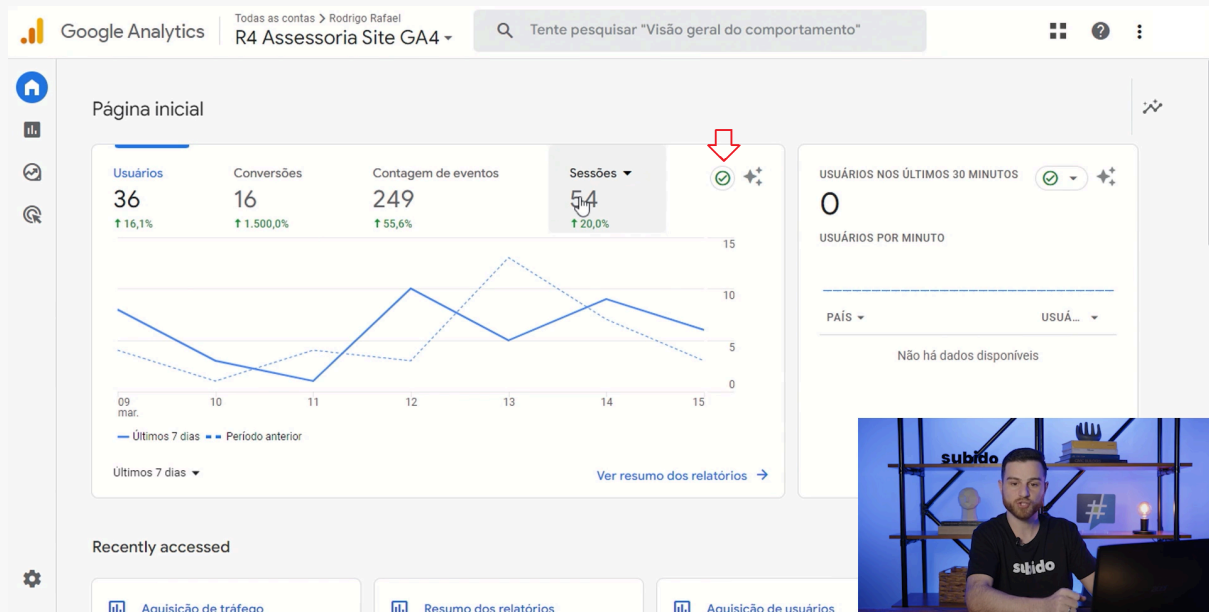 Google Analytics
Todas as contas > Rodrigo Rafael
R4 Assessoria Site GA4
Tente pesquisar "Visão geral do comportamento"
Página inicial
Usuários
36
16,1%
Conversões
16
1.500,0%
Contagem de eventos
249
55,6%
Sessões
54
20,0%
15
10
5
0
09
mar.
10
11
12
13
14
15
Últimos 7 dias
Período anterior
Últimos 7 dias
Ver resumo dos relatórios
USUÁRIOS NOS ÚLTIMOS 30 MINUTOS
0
USUÁRIOS POR MINUTO
PAÍS
USUÁ...
Não há dados disponíveis
Recently accessed
Aquisição de tráfego
Resumo dos relatórios
Aquisição de usuários
subido
#
subido